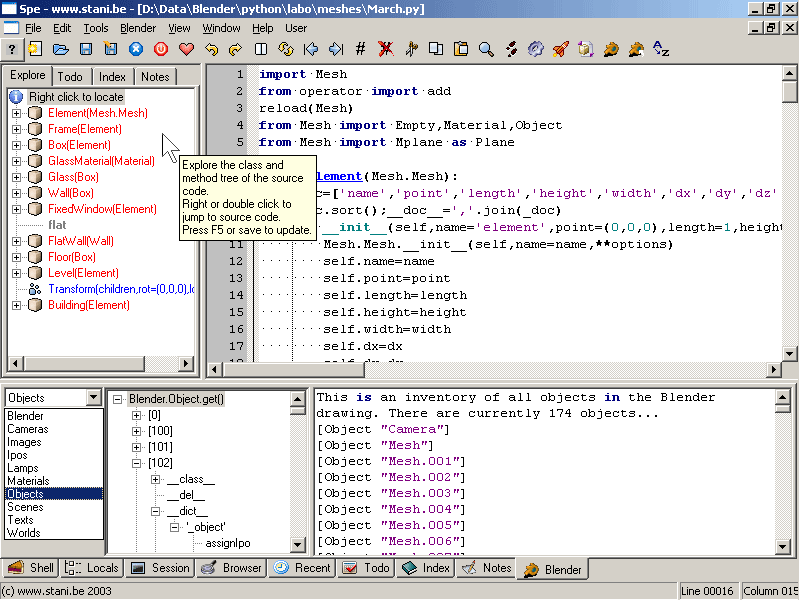 Spe - www.stani.be - [D:\Data\Blender\python\labo\meshes\March.py]
File Edit Tools Blender View Window Help User
Explore Todo Index Notes
Right click to locate
Element(Mesh,Mesh)
Frame(Element)
Box(Element)
GlassMaterial(Material)
Glass(Box)
Wall(Box)
FixedWindow(Element)
flat
FlatWall(Wall)
Floor(Box)
Level(Element)
Transform(children,rot=(0,0,0),lo
Building(Element)
Explore the class and
method tree of the source
code.
Right or double click to
jump to source code.
Press F5 or save to update.
1 import Mesh
2 from operator import add
3 reload(Mesh)
4 from Mesh import Empty,Material,Object
5 from Mesh import Mplane as Plane
lement(Mesh.Mesh):
c=['name','point','length','height','width','dx','dy','dz'
c.sort();__doc__=','.join(_doc)
__init__(self,name='element',point=(0,0,0),length=1,height
11 Mesh.Mesh.__init__(self,name=name,**options)
12 self.name=name
13 self.point=point
14 self.length=length
15 self.height=height
16 self.width=width
17 self.dx=dx
Objects
Blender
Cameras
Images
Ipos
Lamps
Materials
Objects
Scenes
Texts
Worlds
Blender.Object.get()
[0]
[100]
[101]
[102]
__class__
__del__
__dict__
'_object'
assignIpo
This is an inventory of all objects in the Blender
drawing. There are currently 174 objects...
[Object "Camera"]
[Object "Mesh"]
[Object "Mesh.001"]
[Object "Mesh.002"]
[Object "Mesh.003"]
[Object "Mesh.004"]
[Object "Mesh.005"]
[Object "Mesh.006"]
[Object "Mesh.007"]
Shell Locals Session Browser Recent Todo Index Notes Blender
(c) www.stani.be 2003 Line 00016 Column 015